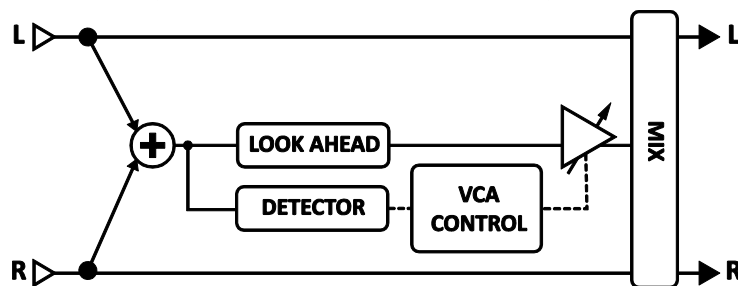 L
L
LOOK AHEAD
MIX
DETECTOR
VCA
CONTROL
R
R